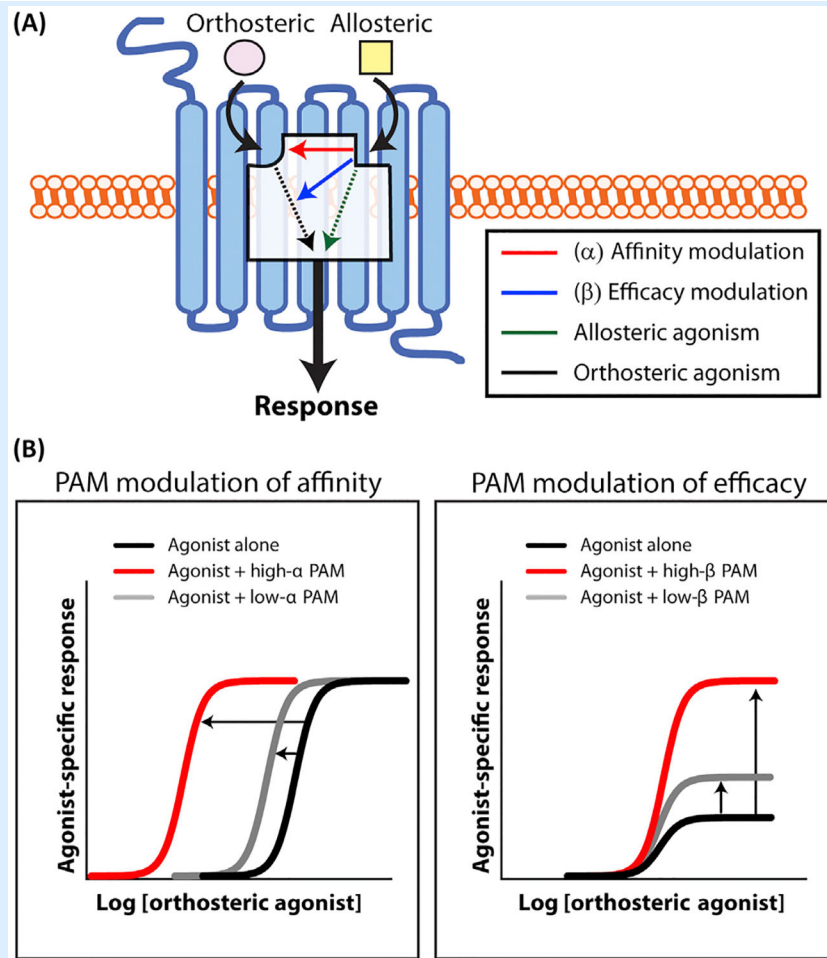 (A)
Orthosteric Allosteric
(α) Affinity modulation
(β) Efficacy modulation
Allosteric agonism
Orthosteric agonism
Response
(B)
PAM modulation of affinity
Agonist alone
Agonist + high-α PAM
Agonist + low-α PAM
Agonist-specific response
Log [orthosteric agonist]
PAM modulation of efficacy
Agonist alone
Agonist + high-β PAM
Agonist + low-β PAM
Agonist-specific response
Log [orthosteric agonist]